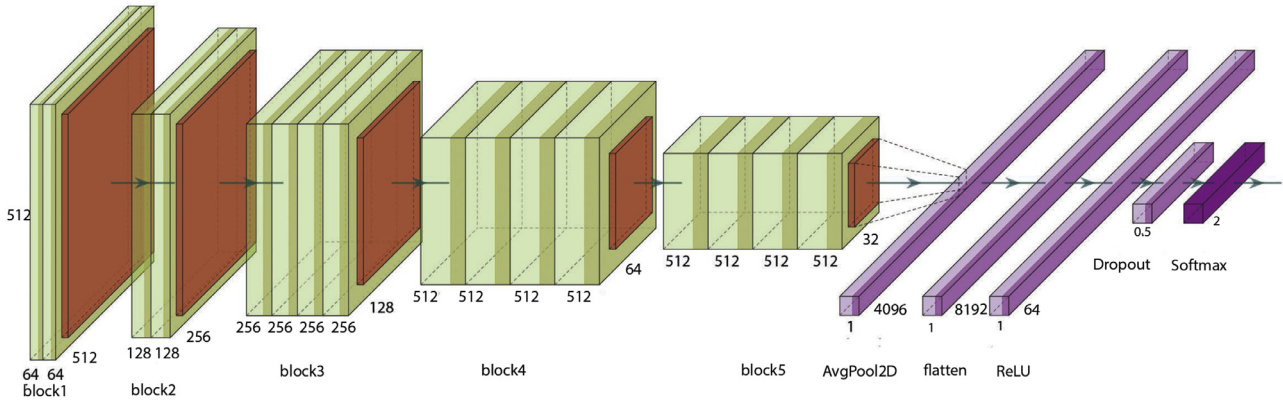 512
512
64 64
block1
256
128 128
block2
128
256 256 256 256
block3
64
512 512 512 512
block4
32
512 512 512 512
block5
4096
1
AvgPool2D
8192
1
flatten
64
1
ReLU
0.5
Dropout
2
Softmax